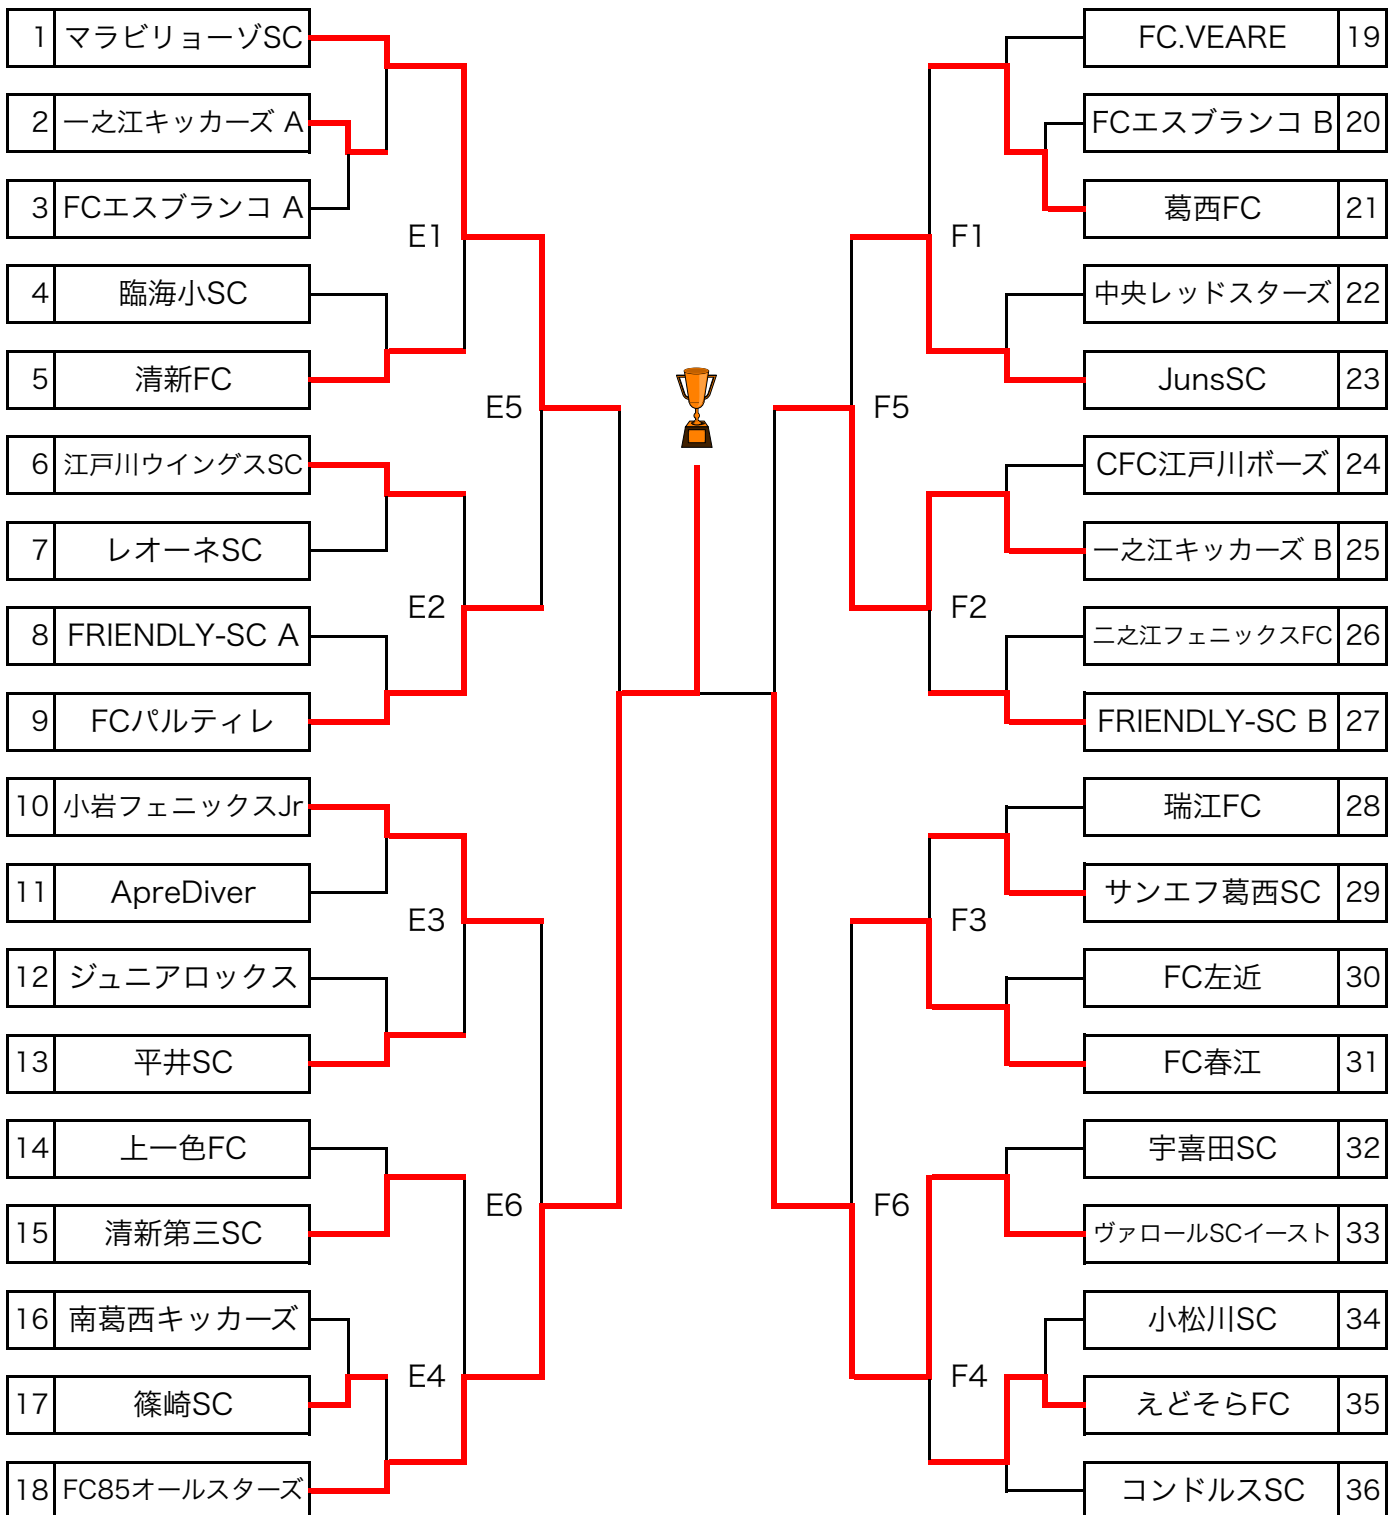 1 マラビリョーゾSC
2 一之江キッカーズ A
3 FCエスブランコ A
E1
4 臨海小SC
5 清新FC
E5
6 江戸川ウイングスSC
7 レオーネSC
E2
8 FRIENDLY-SC A
9 FCパルティレ
10 小岩フェニックスJr
11 ApreDiver
E3
12 ジュニアロックス
13 平井SC
14 上一色FC
E6
15 清新第三SC
16 南葛西キッカーズ
E4
17 篠崎SC
18 FC85オールスターズ
FC.VEARE 19
FCエスブランコ B 20
葛西FC 21
F1
中央レッドスターズ 22
JunsSC 23
F5
CFC江戸川ボーズ 24
一之江キッカーズ B 25
F2
二之江フェニックスFC 26
FRIENDLY-SC B 27
瑞江FC 28
サンエフ葛西SC 29
F3
FC左近 30
FC春江 31
宇喜田SC 32
F6
ヴァロールSCイースト 33
小松川SC 34
F4
えどそらFC 35
コンドルスSC 36